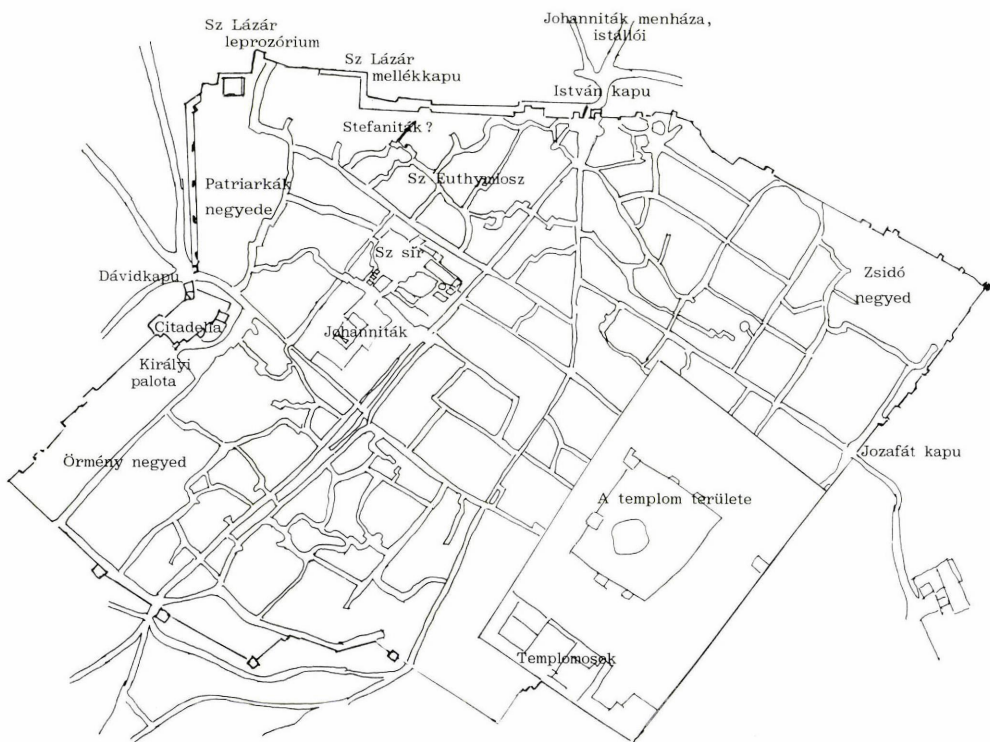 Sz Lázár
leprozórium
Johanniták menháza,
istállói
Sz Lázár
mellékkapu
István kapu
Stefaniták?
Sz Euthymiosz
Patriarkák
negyede
Sz sír
Zsidó
negyed
Dávidkapu
Citadella
Johanniták
Királyi
palota
Örmény negyed
Jozafát kapu
A templom területe
Templomosok